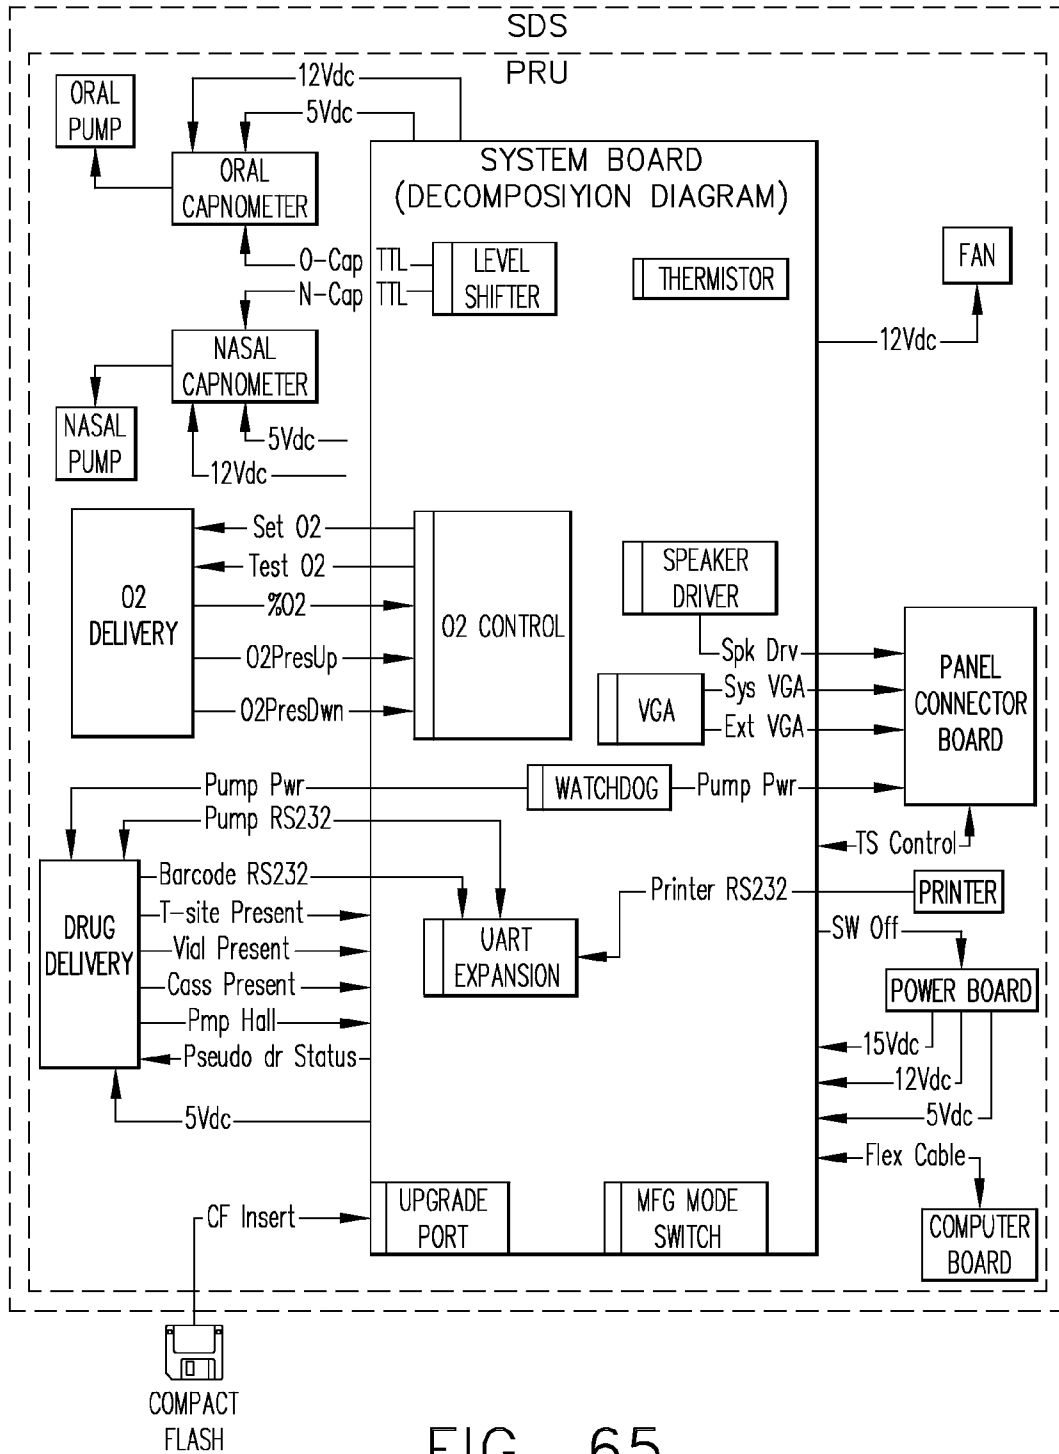 SDS
PRU
ORAL
PUMP
12Vdc
5Vdc
ORAL
CAPNOMETER
SYSTEM BOARD
(DECOMPOSIYION DIAGRAM)
O-Cap TTL
N-Cap TTL
LEVEL
SHIFTER
THERMISTOR
FAN
12Vdc
NASAL
CAPNOMETER
NASAL
PUMP
5Vdc
12Vdc
O2
DELIVERY
Set O2
Test O2
%O2
O2PresUp
O2PresDwn
O2 CONTROL
SPEAKER
DRIVER
Spk Drv
VGA
Sys VGA
Ext VGA
PANEL
CONNECTOR
BOARD
Pump Pwr
WATCHDOG
Pump Pwr
Pump RS232
TS Control
DRUG
DELIVERY
Barcode RS232
T-site Present
Vial Present
Cass Present
Pmp Hall
Pseudo dr Status
5Vdc
UART
EXPANSION
Printer RS232
PRINTER
SW Off
POWER BOARD
15Vdc
12Vdc
5Vdc
Flex Cable
COMPUTER
BOARD
CF Insert
UPGRADE
PORT
MFG MODE
SWITCH
COMPACT
FLASH
FIG. 65